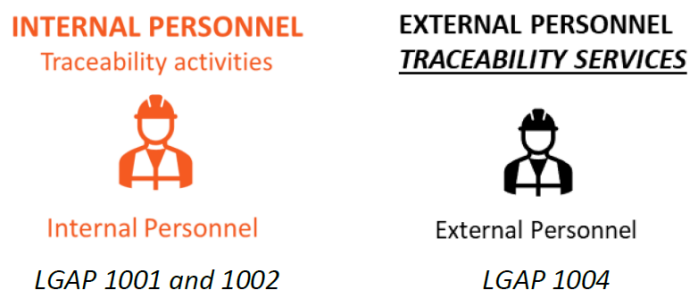 INTERNAL PERSONNEL
Traceability activities
Internal Personnel
LGAP 1001 and 1002
EXTERNAL PERSONNEL
TRACEABILITY SERVICES
External Personnel
LGAP 1004